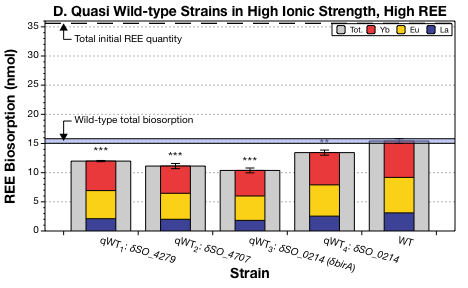 D. Quasi Wild-type Strains in High Ionic Strength, High REE
Tot. Yb Eu La
Total initial REE quantity
Wild-type total biosorption
REE Biosorption (nmol)
35
30
25
20
15
10
5
0
*** *** *** **
qWT1: δSO_4279
qWT2: δSO_4707
qWT3: δSO_0214 (δbirA)
qWT4: δSO_0214
WT
Strain